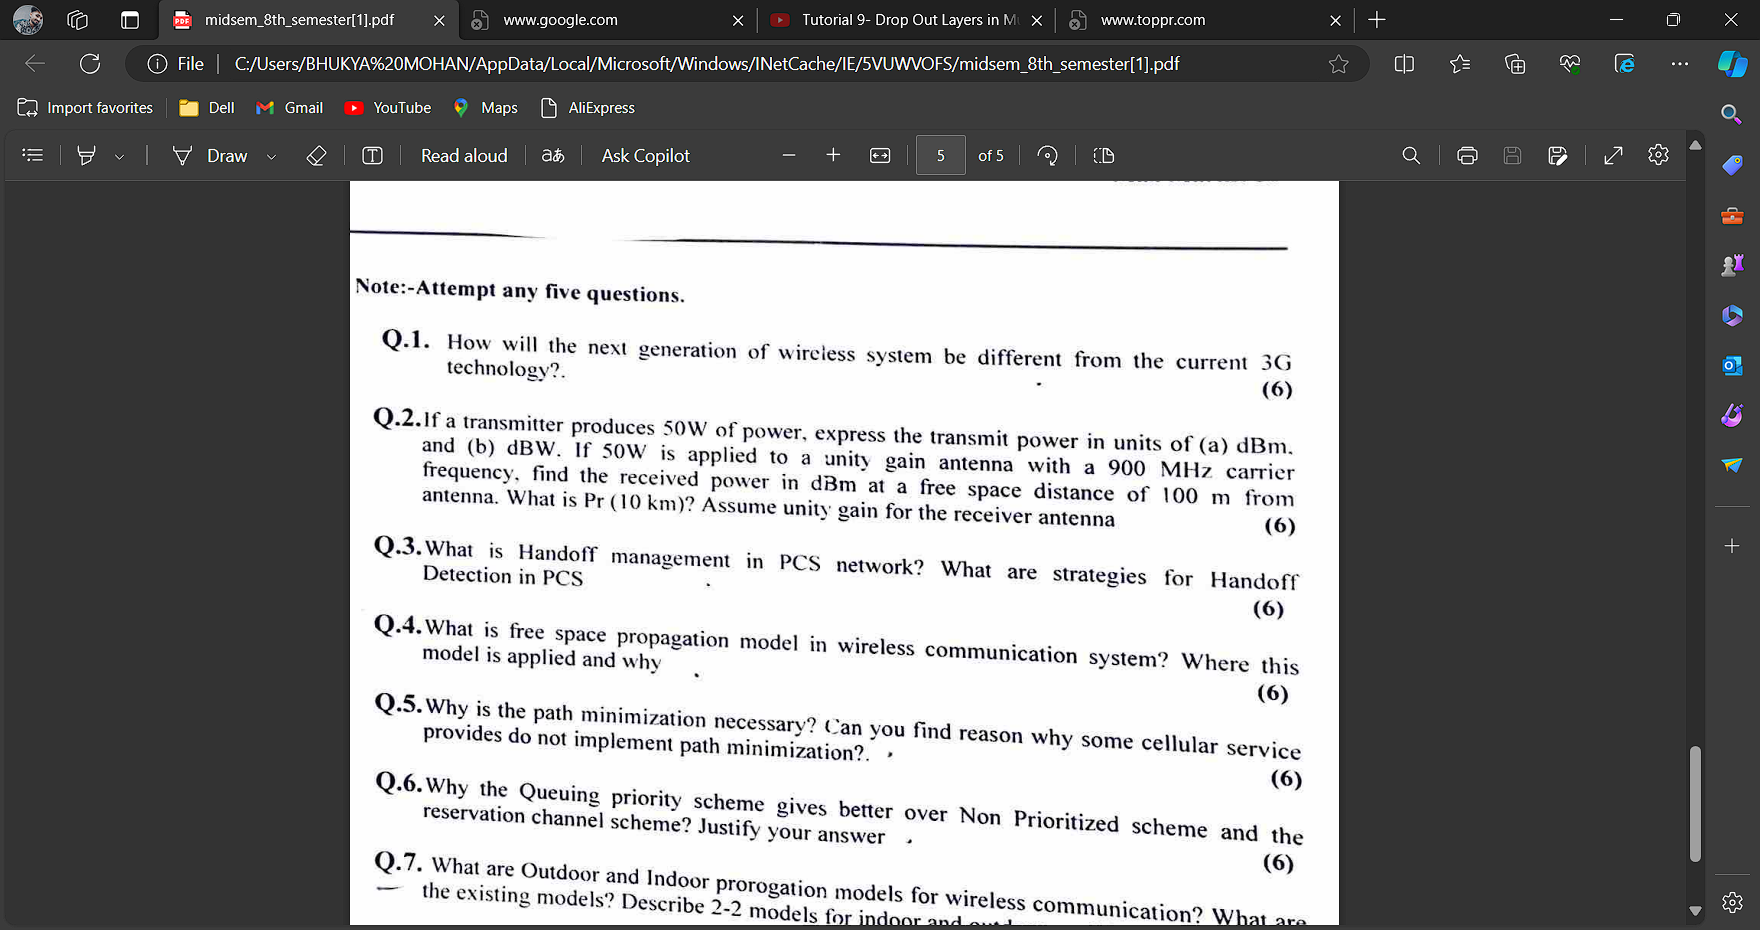 midsem_8th_semester[1].pdf
www.google.com
Tutorial 9- Drop Out Layers in
www.toppr.com
File
C:/Users/BHUKYA%20MOHAN/AppData/Local/Microsoft/Windows/INetCache/IE/5VUWVOFS/midsem_8th_semester[1].pdf
Import favorites
Dell
Gmail
YouTube
Maps
AliExpress
Draw
Read aloud
aあ
Ask Copilot
5
of 5
Note:-Attempt any five questions.
Q.1. How will the next generation of wireless system be different from the current 3G
technology?.
(6)
Q.2.If a transmitter produces 50W of power, express the transmit power in units of (a) dBm,
and (b) dBW. If 50W is applied to a unity gain antenna with a 900 MHz carrier
frequency, find the received power in dBm at a free space distance of 100 m from
antenna. What is Pr (10 km)? Assume unity gain for the receiver antenna
(6)
Q.3.What is Handoff management in PCS network? What are strategies for Handoff
Detection in PCS
(6)
Q.4.What is free space propagation model in wireless communication system? Where this
model is applied and why
(6)
Q.5.Why is the path minimization necessary? Can you find reason why some cellular service
provides do not implement path minimization?.
(6)
Q.6.Why the Queuing priority scheme gives better over Non Prioritized scheme and the
reservation channel scheme? Justify your answer
(6)
Q.7. What are Outdoor and Indoor prorogation models for wireless communication? What are
the existing models? Describe 2-2 models for indoor and